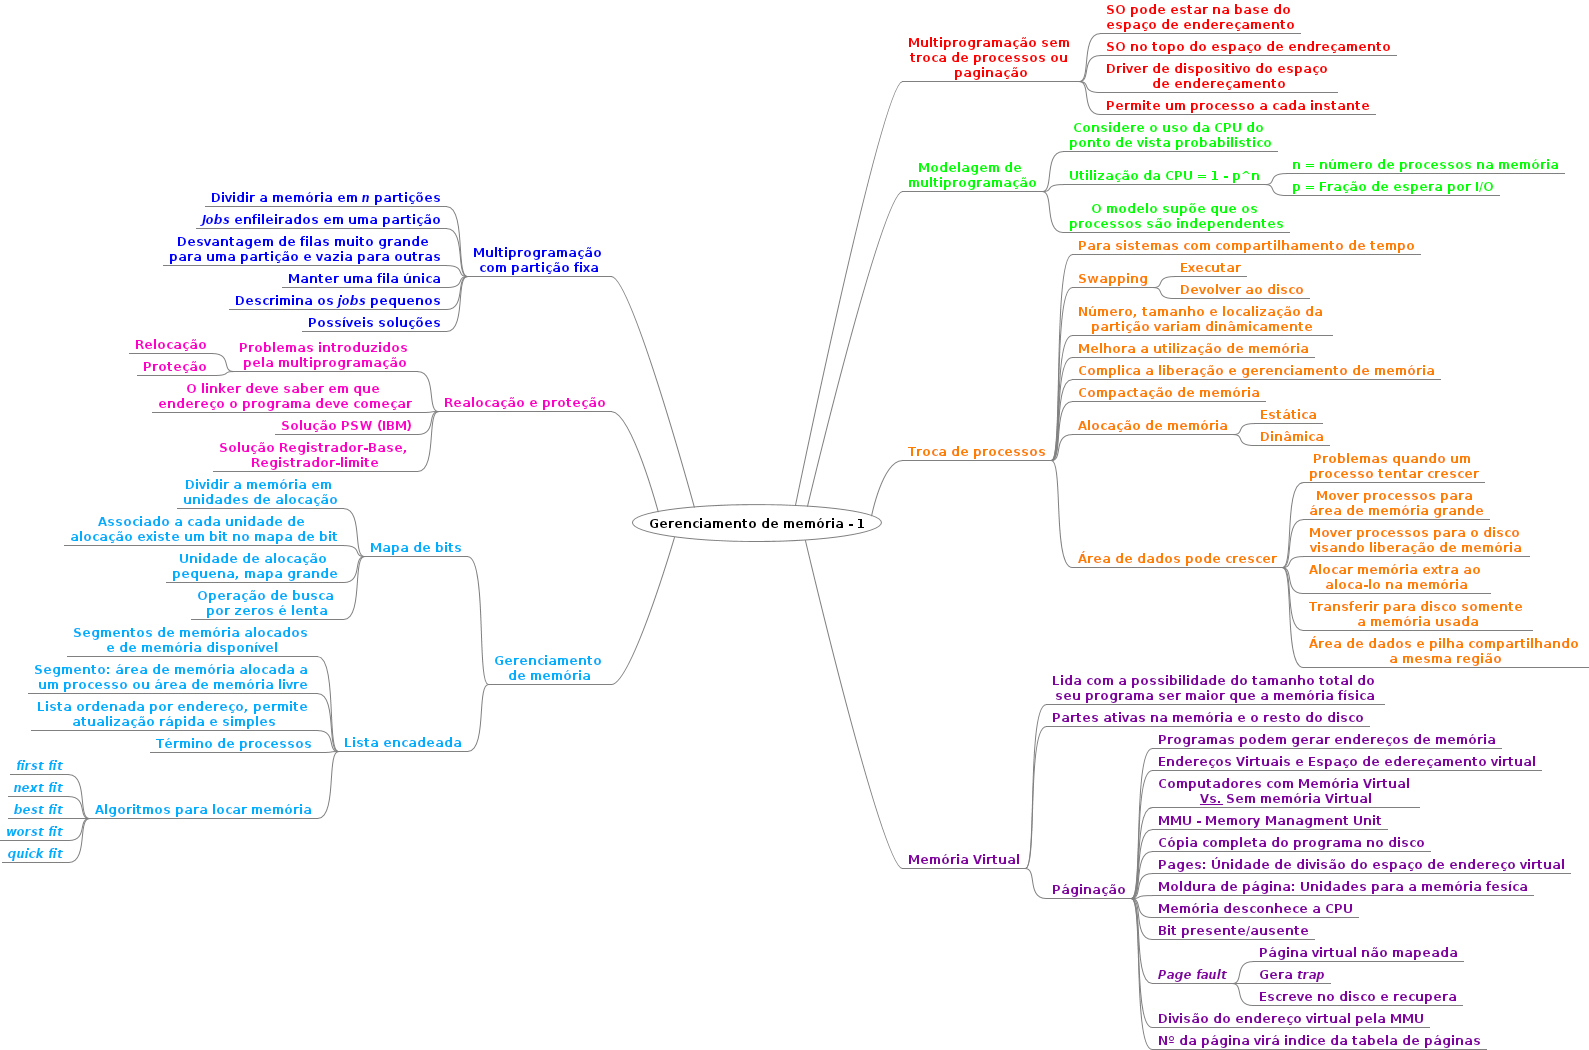 Gerenciamento de memória - 1
Multiprogramação sem
troca de processos ou
paginação
SO pode estar na base do
espaço de endereçamento
SO no topo do espaço de endreçamento
Driver de dispositivo do espaço
de endereçamento
Permite um processo a cada instante
Modelagem de
multiprogramação
Considere o uso da CPU do
ponto de vista probabilistico
Utilização da CPU = 1 - p^n
n = número de processos na memória
p = Fração de espera por I/O
O modelo supõe que os
processos são independentes
Troca de processos
Para sistemas com compartilhamento de tempo
Swapping
Executar
Devolver ao disco
Número, tamanho e localização da
partição variam dinâmicamente
Melhora a utilização de memória
Complica a liberação e gerenciamento de memória
Compactação de memória
Alocação de memória
Estática
Dinâmica
Área de dados pode crescer
Problemas quando um
processo tentar crescer
Mover processos para
área de memória grande
Mover processos para o disco
visando liberação de memória
Alocar memória extra ao
aloca-lo na memória
Transferir para disco somente
a memória usada
Área de dados e pilha compartilhando
a mesma região
Memória Virtual
Lida com a possibilidade do tamanho total do
seu programa ser maior que a memória física
Partes ativas na memória e o resto do disco
Páginação
Programas podem gerar endereços de memória
Endereços Virtuais e Espaço de edereçamento virtual
Computadores com Memória Virtual
Vs. Sem memória Virtual
MMU - Memory Managment Unit
Cópia completa do programa no disco
Pages: Únidade de divisão do espaço de endereço virtual
Moldura de página: Unidades para a memória fesíca
Memória desconhece a CPU
Bit presente/ausente
Page fault
Página virtual não mapeada
Gera trap
Escreve no disco e recupera
Divisão do endereço virtual pela MMU
Nº da página virá indice da tabela de páginas
Multiprogramação
com partição fixa
Dividir a memória em n partições
Jobs enfileirados em uma partição
Desvantagem de filas muito grande
para uma partição e vazia para outras
Manter uma fila única
Descrimina os jobs pequenos
Possíveis soluções
Realocação e proteção
Problemas introduzidos
pela multiprogramação
Relocação
Proteção
O linker deve saber em que
endereço o programa deve começar
Solução PSW (IBM)
Solução Registrador-Base,
Registrador-limite
Gerenciamento
de memória
Mapa de bits
Dividir a memória em
unidades de alocação
Associado a cada unidade de
alocação existe um bit no mapa de bit
Unidade de alocação
pequena, mapa grande
Operação de busca
por zeros é lenta
Lista encadeada
Segmentos de memória alocados
e de memória disponível
Segmento: área de memória alocada a
um processo ou área de memória livre
Lista ordenada por endereço, permite
atualização rápida e simples
Término de processos
Algoritmos para locar memória
first fit
next fit
best fit
worst fit
quick fit